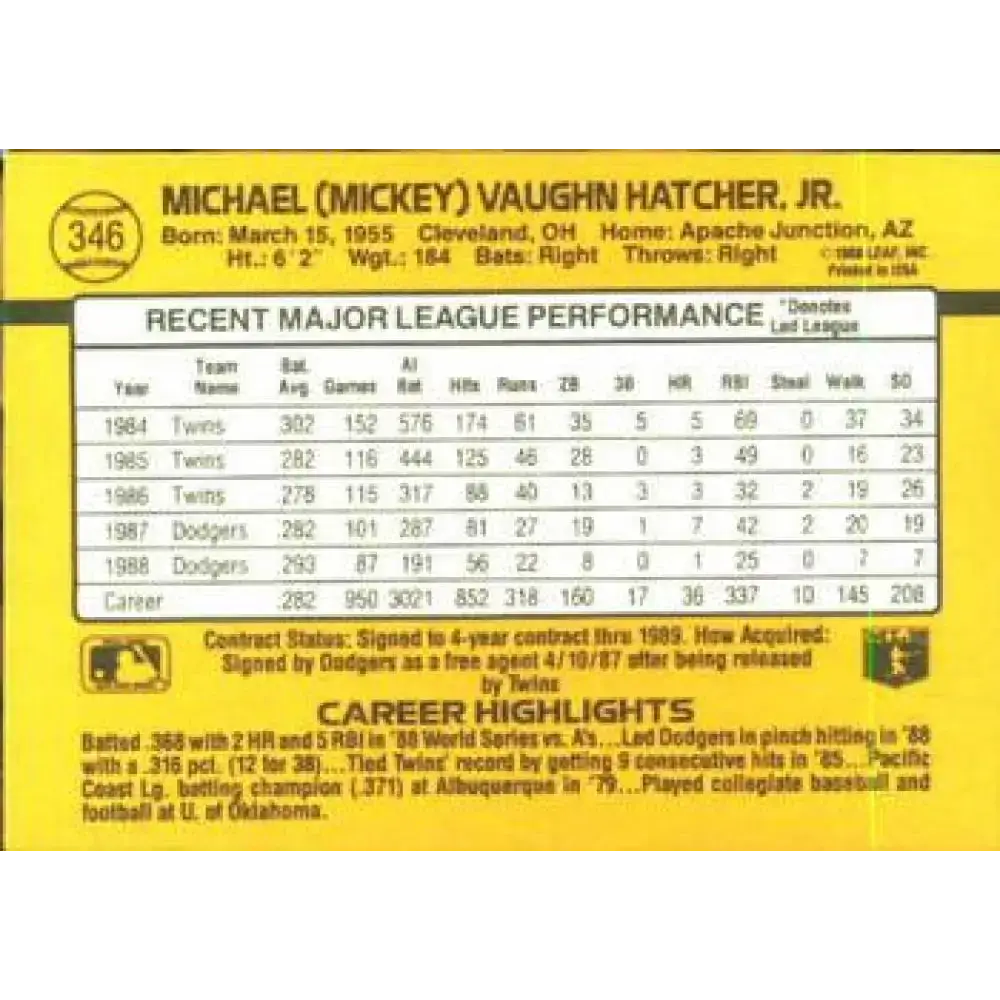 346
MICHAEL (MICKEY) VAUGHN HATCHER, JR.
Born: March 15, 1955 Cleveland, OH Home: Apache Junction, AZ
Ht.: 6'2" Wgt.: 184 Bats: Right Throws: Right
© 1988 LEAF, INC.
Printed in USA
RECENT MAJOR LEAGUE PERFORMANCE *Denotes Led League
Year Team Name Bat. Avg. Games At Bat Hits Runs 2B 3B HR RBI Steal Walk SO
1984 Twins .302 152 576 174 61 35 5 5 69 0 37 34
1985 Twins .282 116 444 125 46 28 0 3 49 0 16 23
1986 Twins .278 115 317 88 40 13 3 3 32 2 19 26
1987 Dodgers .282 101 287 81 27 19 1 7 42 2 20 19
1988 Dodgers .293 87 191 56 22 8 0 1 25 0 7 7
Career .282 950 3021 852 318 160 17 36 337 10 145 208
Contract Status: Signed to 4-year contract thru 1989. How Acquired:
Signed by Dodgers as a free agent 4/10/87 after being released
by Twins
CAREER HIGHLIGHTS
Batted .368 with 2 HR and 5 RBI in '88 World Series vs. A's...Led Dodgers in pinch hitting in '88
with a .316 pct. (12 for 38)...Tied Twins' record by getting 9 consecutive hits in '85...Pacific
Coast Lg. batting champion (.371) at Albuquerque in '79...Played collegiate baseball and
football at U. of Oklahoma.